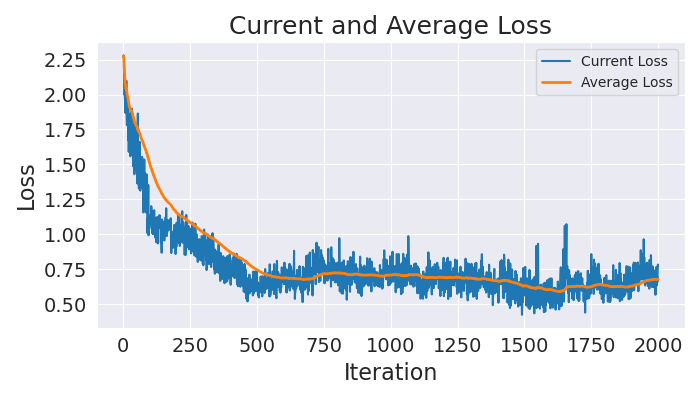 Current and Average Loss
Current Loss
Average Loss
Loss
2.25
2.00
1.75
1.50
1.25
1.00
0.75
0.50
0 250 500 750 1000 1250 1500 1750 2000
Iteration